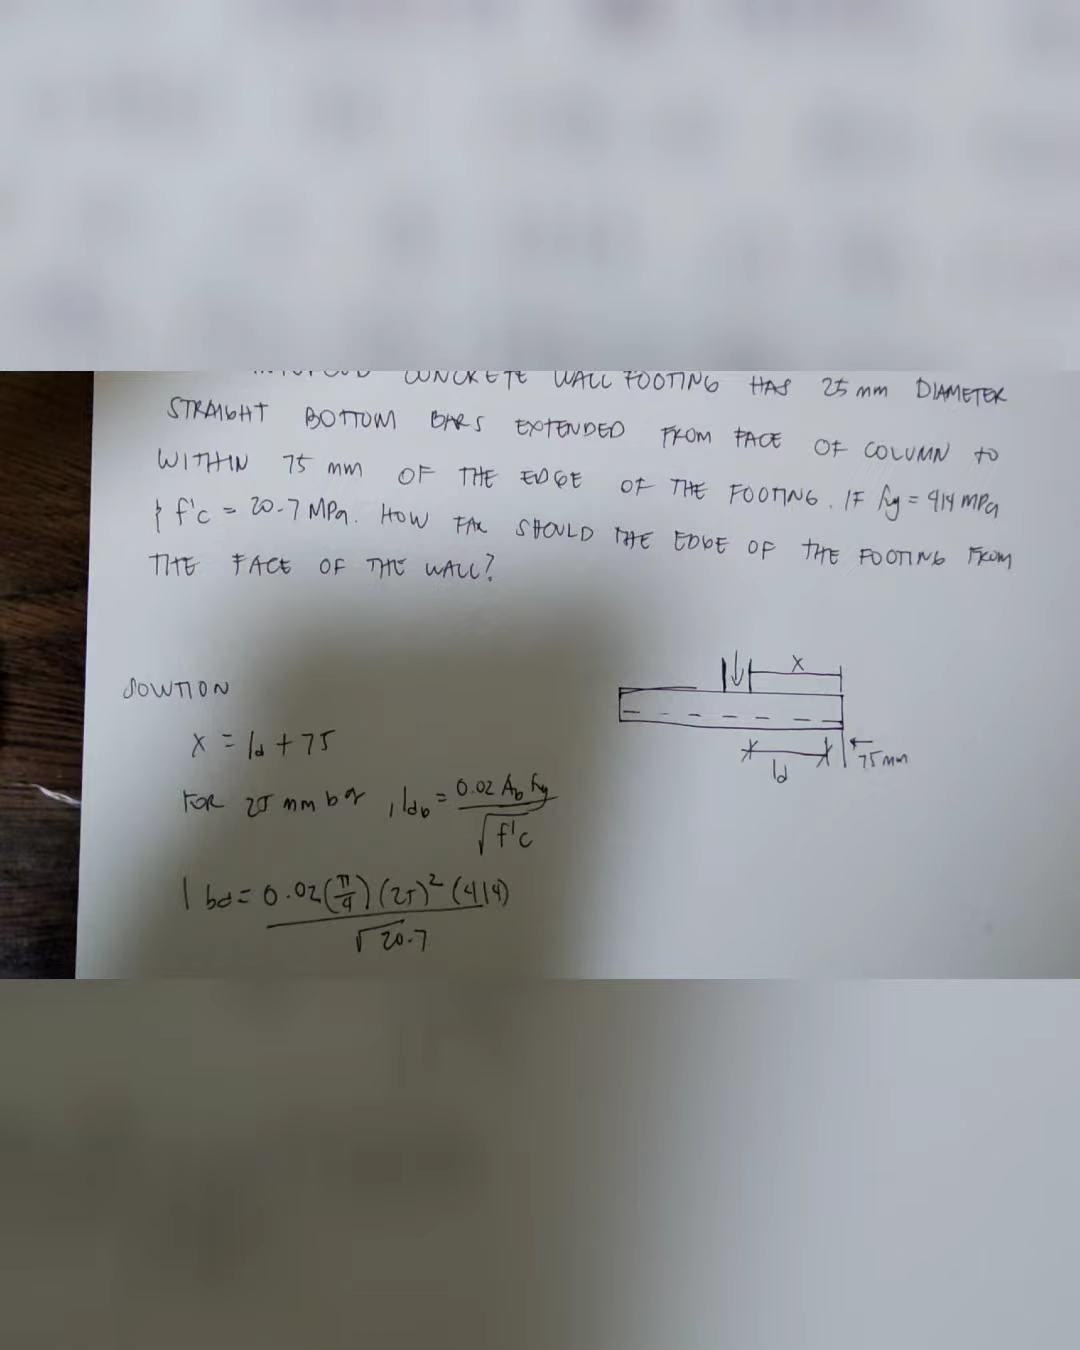 CONCRETE WALL FOOTING HAS 25 mm DIAMETER
STRAIGHT BOTTOM BARS EXTENDED FROM FACE OF COLUMN TO
WITHIN 75 mm OF THE EDGE OF THE FOOTING. IF fy = 414 MPa
& f'c = 20.7 MPa. HOW FAR SHOULD THE EDGE OF THE FOOTING FROM
THE FACE OF THE WALL?
X
SOLUTION
X = ld + 75
75 mm
ld
FOR 25 mm bar, ldb = 0.02 Ab fy / √f'c
lbd = 0.02 (π/4) (25)² (414) / √20.7